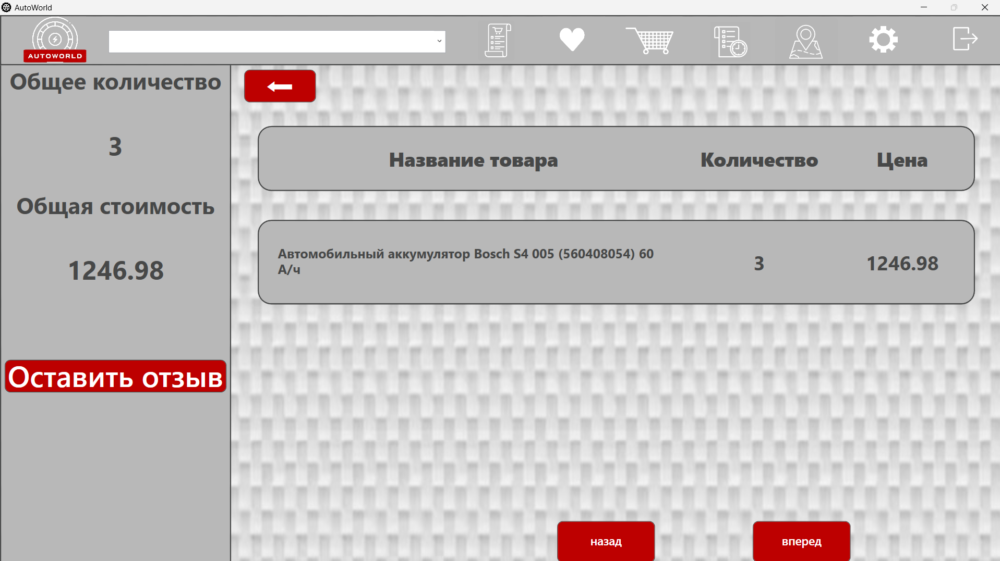 AutoWorld
AUTOWORLD
Общее количество
3
Общая стоимость
1246.98
Оставить отзыв
Название товара Количество Цена
Автомобильный аккумулятор Bosch S4 005 (560408054) 60
А/ч
3 1246.98
назад вперед